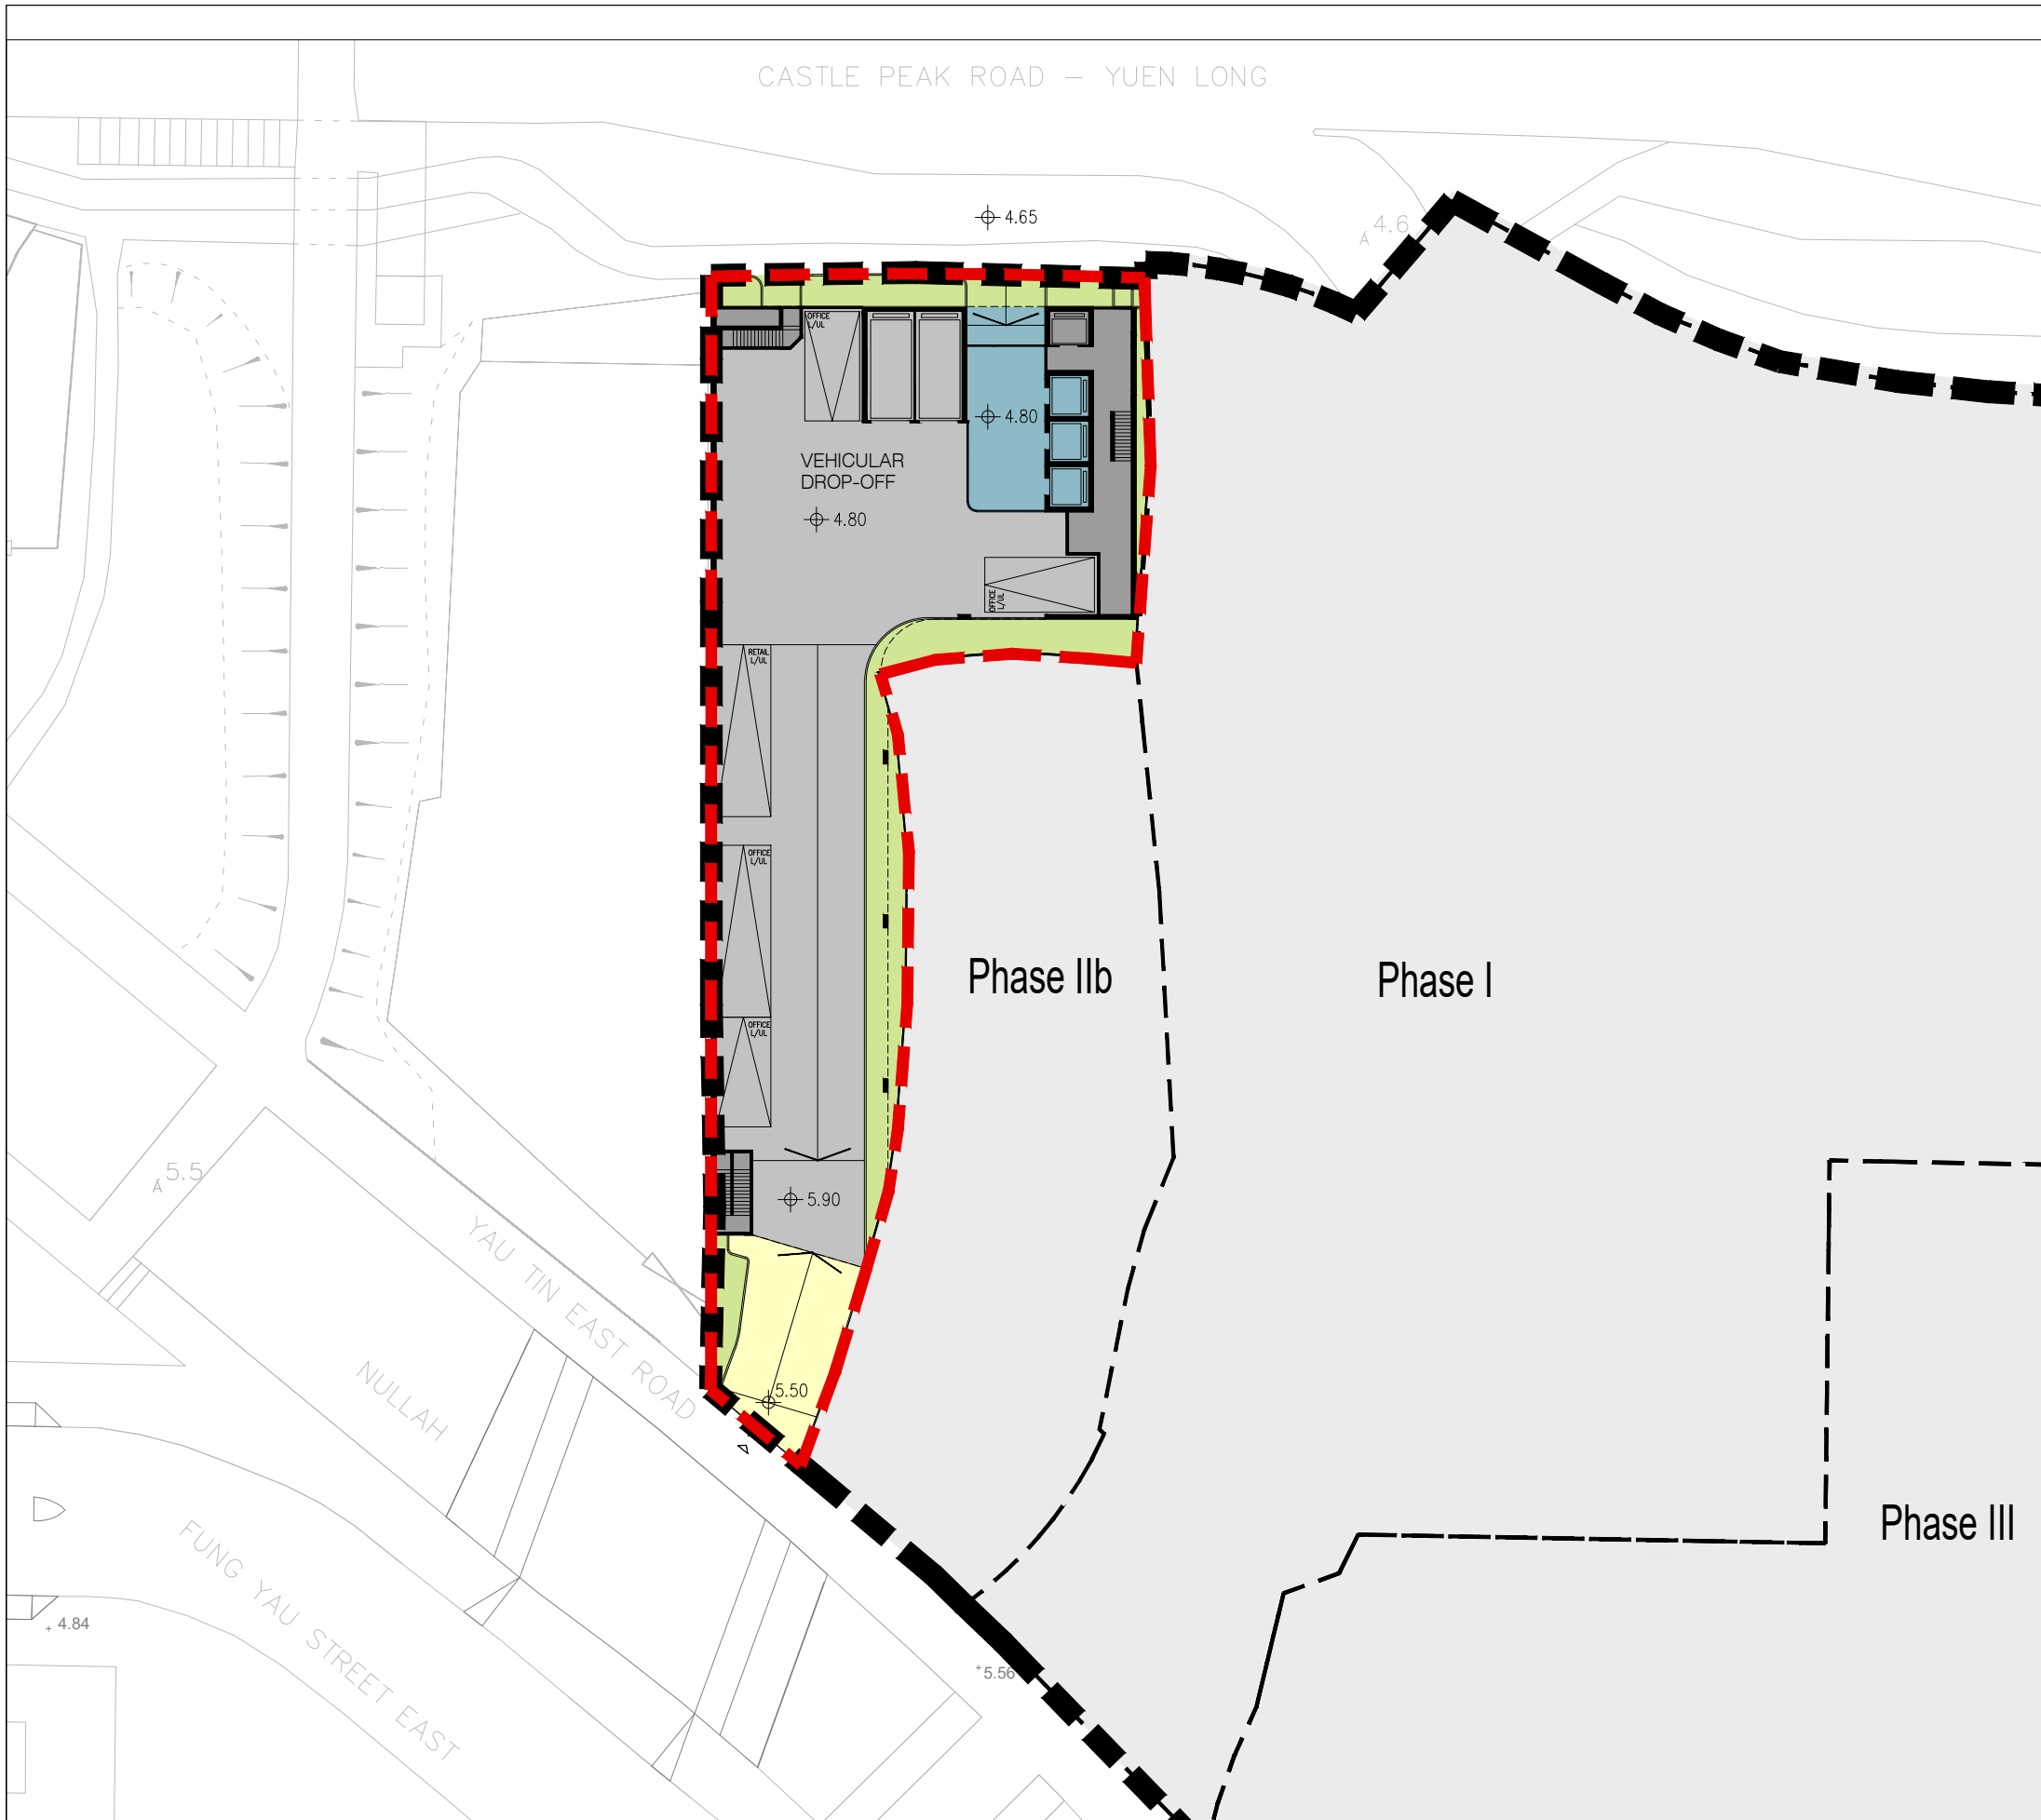 CASTLE PEAK ROAD – YUEN LONG
4.65
4.6
OFFICE
L/UL
4.80
VEHICULAR
DROP-OFF
4.80
OFFICE
L/UL
RETAIL
L/UL
OFFICE
L/UL
Phase IIb
Phase I
OFFICE
L/UL
5.5
5.90
YAU TIN EAST ROAD
NULLAH
5.50
Phase III
FUNG YAU STREET EAST
4.84
5.56